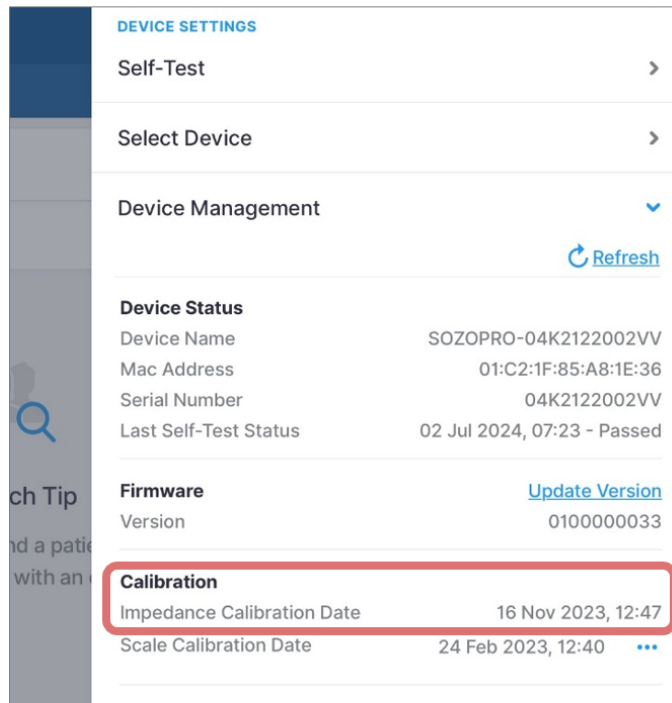 DEVICE SETTINGS
Self-Test
Select Device
Device Management
Refresh
Device Status
Device Name SOZOPRO-04K2122002VV
Mac Address 01:C2:1F:85:A8:1E:36
Serial Number 04K2122002VV
Last Self-Test Status 02 Jul 2024, 07:23 - Passed
ch Tip
Firmware Update Version
Version 0100000033
nd a patie
with an
Calibration
Impedance Calibration Date 16 Nov 2023, 12:47
Scale Calibration Date 24 Feb 2023, 12:40